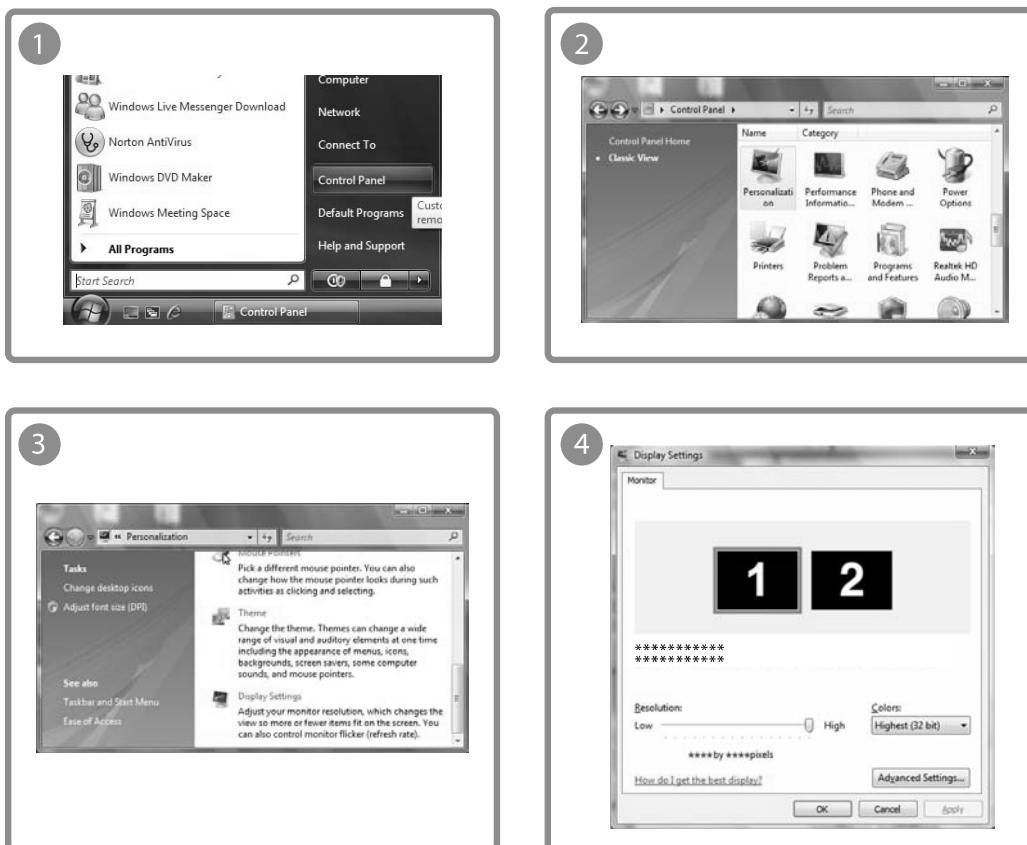 1
Computer
Windows Live Messenger Download
Network
Norton AntiVirus
Connect To
Windows DVD Maker
Control Panel
Windows Meeting Space
Default Programs
Custo
remo
All Programs
Help and Support
Start Search
Control Panel
2
Control Panel
Search
Control Panel Home
Classic View
Name Category
Personalizati
on
Performance
Informatio...
Phone and
Modem ...
Power
Options
Printers
Problem
Reports a...
Programs
and Features
Realtek HD
Audio M...
3
Personalization
Search
Tasks
Change desktop icons
Adjust font size (DPI)
See also
Taskbar and Start Menu
Ease of Access
Mouse Pointers
Pick a different mouse pointer. You can also
change how the mouse pointer looks during such
activities as clicking and selecting.
Theme
Change the theme. Themes can change a wide
range of visual and auditory elements at one time
including the appearance of menus, icons,
backgrounds, screen savers, some computer
sounds, and mouse pointers.
Display Settings
Adjust your monitor resolution, which changes the
view so more or fewer items fit on the screen. You
can also control monitor flicker (refresh rate).
4
Display Settings
Monitor
1 2
***********
***********
Resolution:
Low High
****by ****pixels
Colors:
Highest (32 bit)
How do I get the best display?
Advanced Settings...
OK Cancel Apply